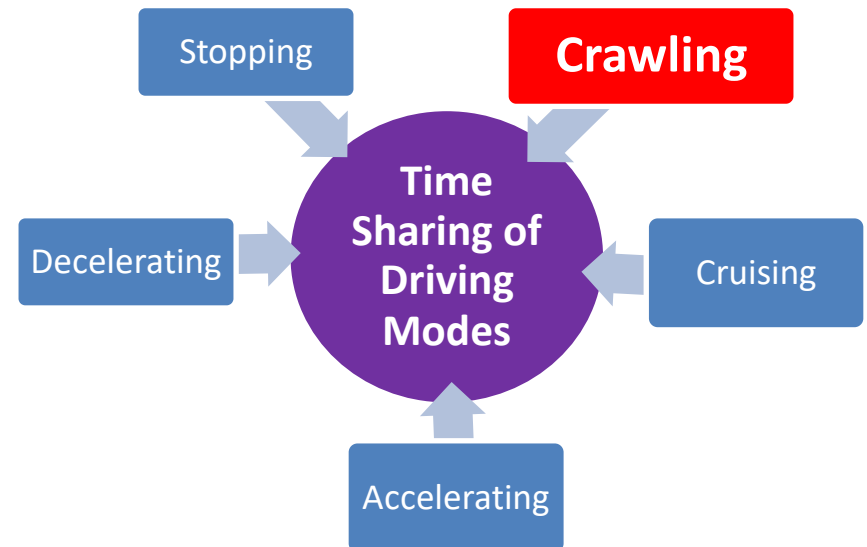 Stopping
Crawling
Time
Sharing of
Driving
Modes
Decelerating
Cruising
Accelerating